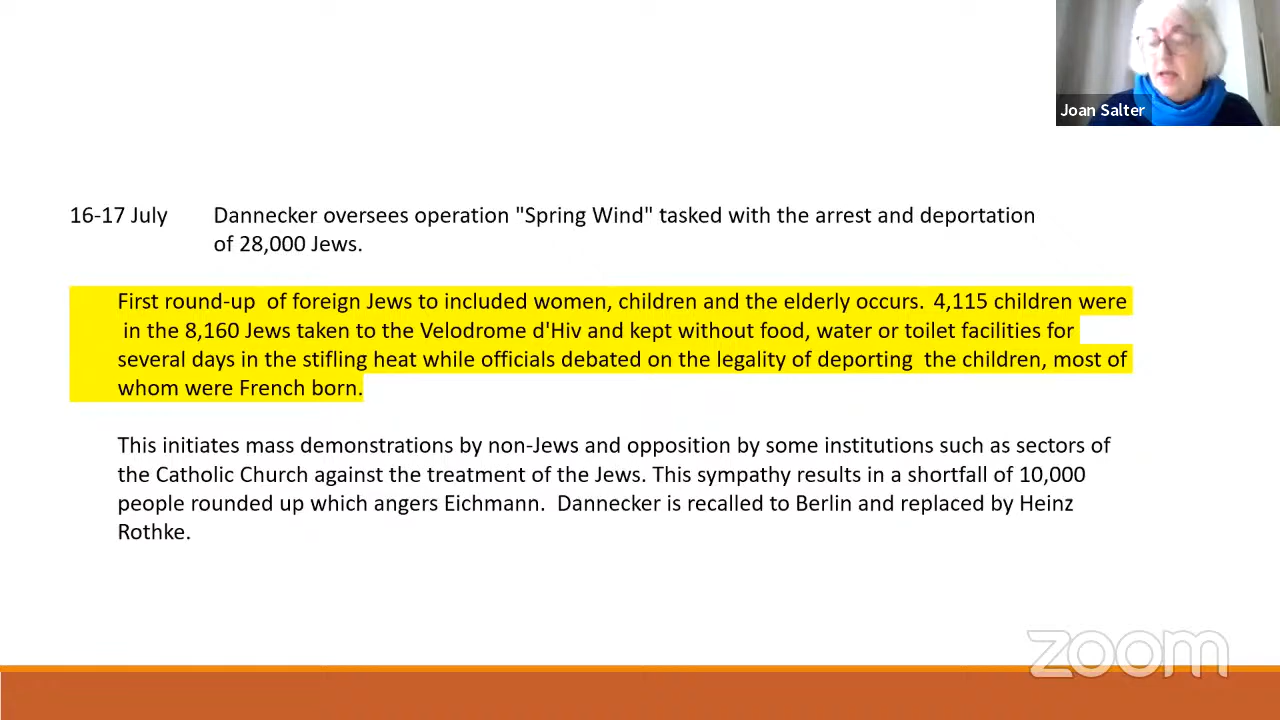 Joan Salter
16-17 July Dannecker oversees operation "Spring Wind" tasked with the arrest and deportation
of 28,000 Jews.
First round-up of foreign Jews to included women, children and the elderly occurs. 4,115 children were
in the 8,160 Jews taken to the Velodrome d'Hiv and kept without food, water or toilet facilities for
several days in the stifling heat while officials debated on the legality of deporting the children, most of
whom were French born.
This initiates mass demonstrations by non-Jews and opposition by some institutions such as sectors of
the Catholic Church against the treatment of the Jews. This sympathy results in a shortfall of 10,000
people rounded up which angers Eichmann. Dannecker is recalled to Berlin and replaced by Heinz
Rothke.
zoom